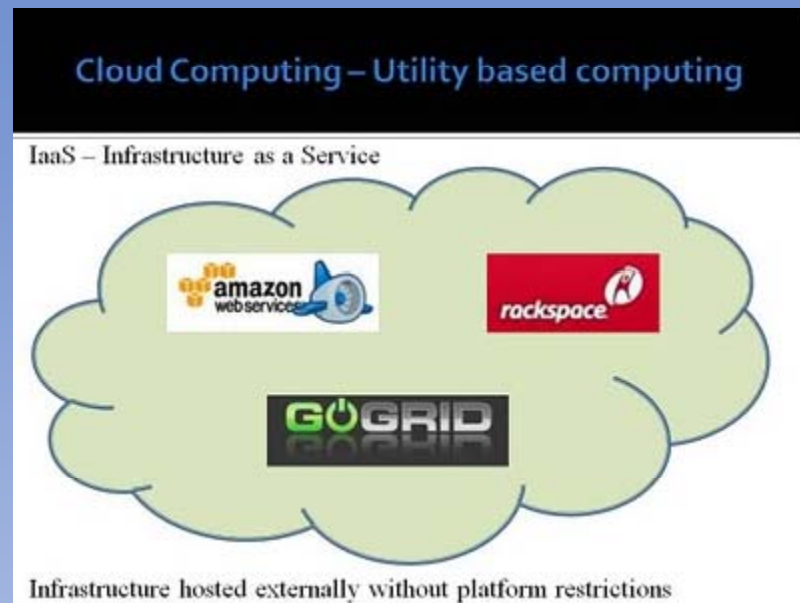 Cloud Computing – Utility based computing
IaaS – Infrastructure as a Service
amazon
webservices
rackspace
GOGRID
Infrastructure hosted externally without platform restrictions